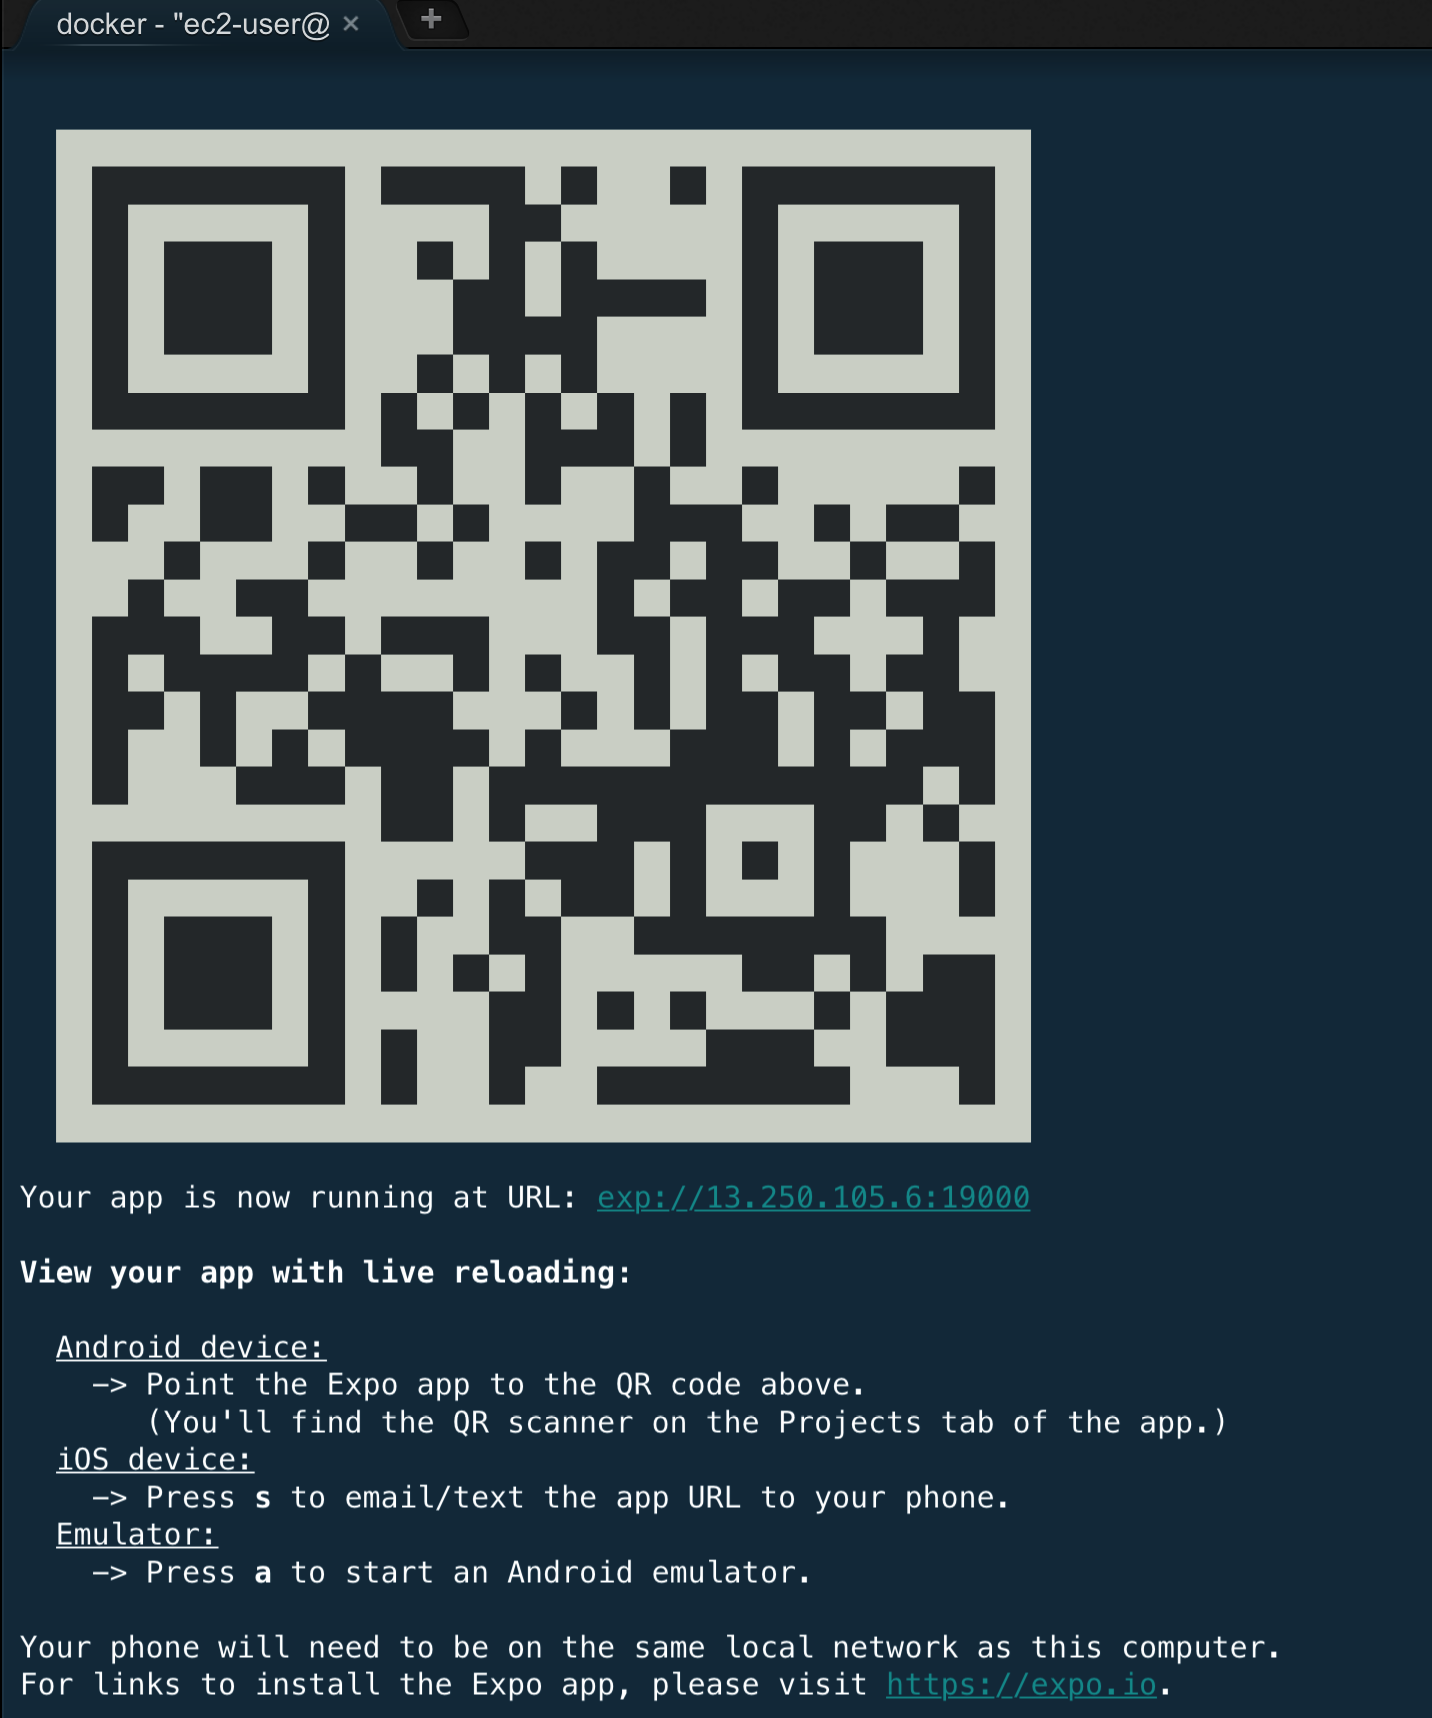 docker - "ec2-user@
Your app is now running at URL: exp://13.250.105.6:19000
View your app with live reloading:
Android device:
-> Point the Expo app to the QR code above.
(You'll find the QR scanner on the Projects tab of the app.)
iOS device:
-> Press s to email/text the app URL to your phone.
Emulator:
-> Press a to start an Android emulator.
Your phone will need to be on the same local network as this computer.
For links to install the Expo app, please visit https://expo.io.